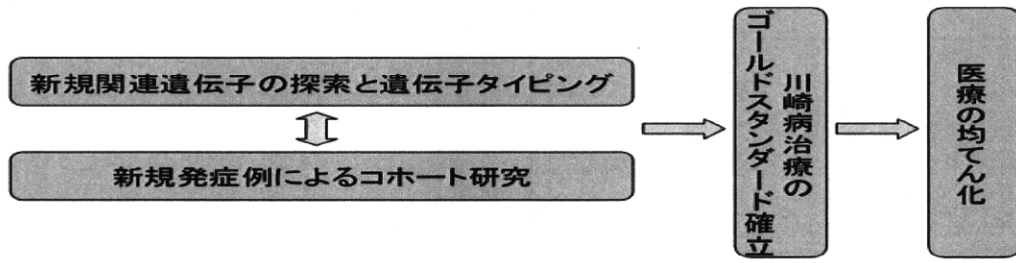 新規関連遺伝子の探索と遺伝子タイピング
新規発症例によるコホート研究
川崎病治療の
ゴールドスタンダード確立
医療の均てん化